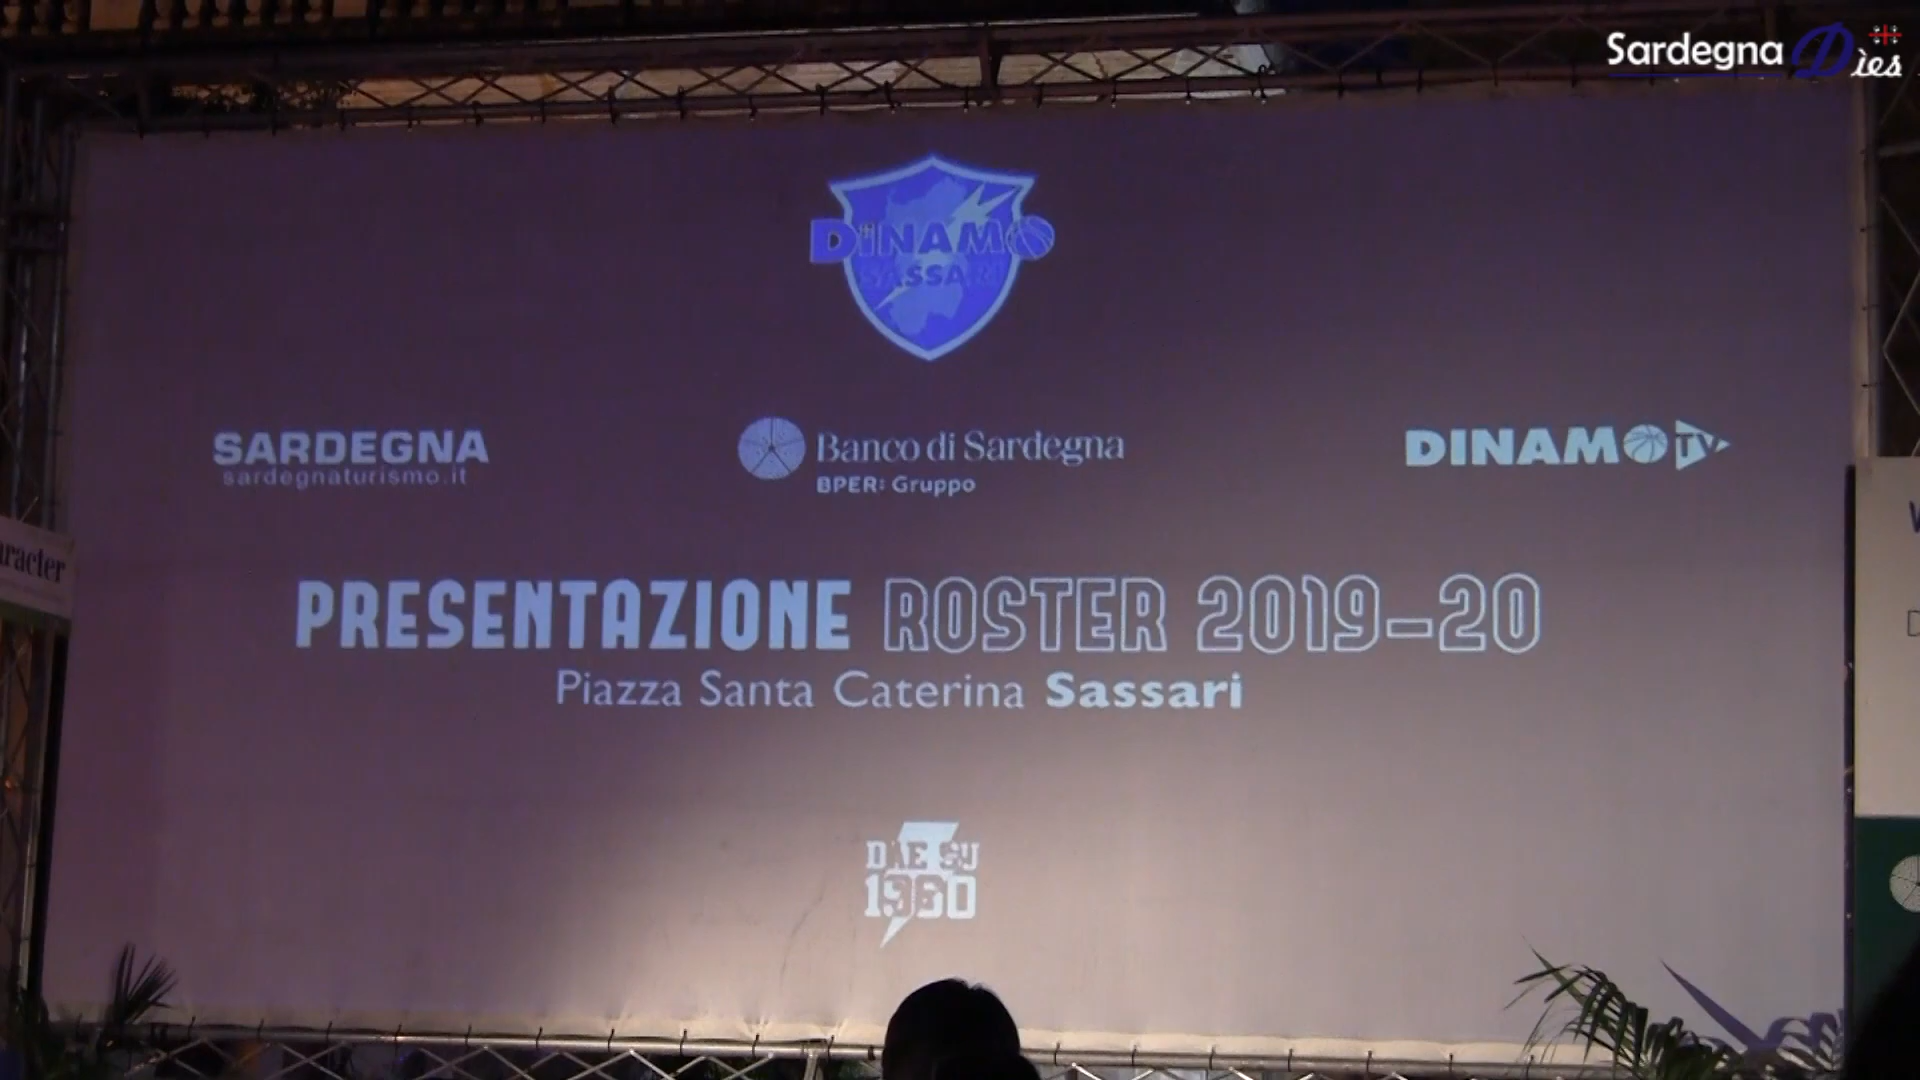 Sardegna Dies
DINAMO
SASSARI
SARDEGNA
sardegnaturismo.it
Banco di Sardegna
BPER: Gruppo
DINAMO TV
PRESENTAZIONE ROSTER 2019-20
Piazza Santa Caterina Sassari
DAE GU
1960